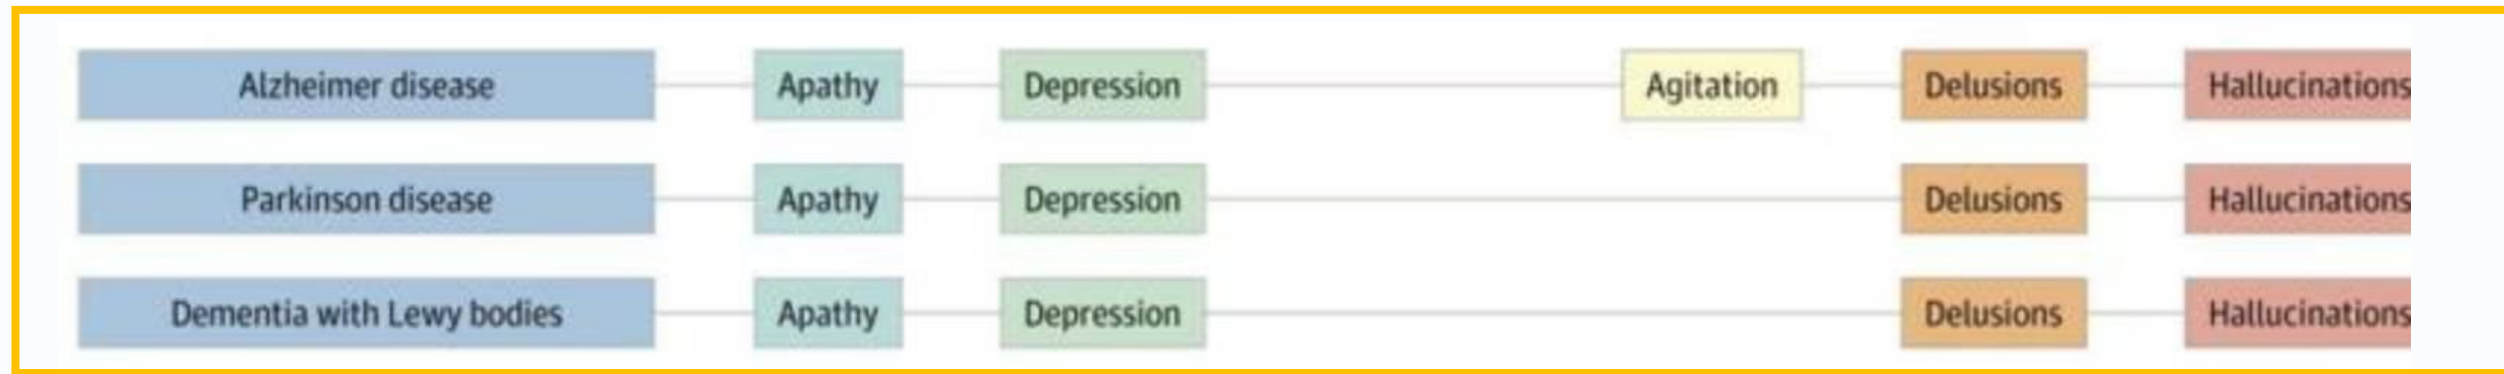 Alzheimer disease Apathy Depression Agitation Delusions Hallucinations
Parkinson disease Apathy Depression Delusions Hallucinations
Dementia with Lewy bodies Apathy Depression Delusions Hallucinations